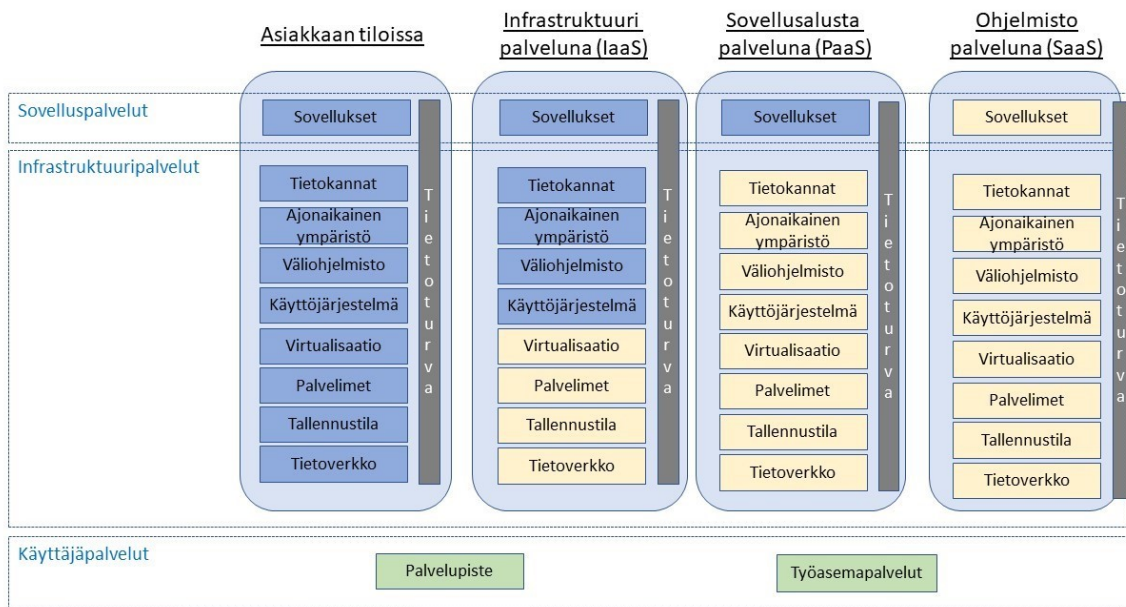 Asiakkaan tiloissa
Infrastruktuuri
palveluna (IaaS)
Sovellusalusta
palveluna (PaaS)
Ohjelmisto
palveluna (SaaS)
Sovelluspalvelut
Sovellukset
Sovellukset
Sovellukset
Sovellukset
Infrastruktuuripalvelut
Tietokannat
Ajonaikainen
ympäristö
Väliohjelmisto
Käyttöjärjestelmä
Virtualisaatio
Palvelimet
Tallennustila
Tietoverkko
Tietoturva
Tietokannat
Ajonaikainen
ympäristö
Väliohjelmisto
Käyttöjärjestelmä
Virtualisaatio
Palvelimet
Tallennustila
Tietoverkko
Tietoturva
Tietokannat
Ajonaikainen
ympäristö
Väliohjelmisto
Käyttöjärjestelmä
Virtualisaatio
Palvelimet
Tallennustila
Tietoverkko
Tietoturva
Tietokannat
Ajonaikainen
ympäristö
Väliohjelmisto
Käyttöjärjestelmä
Virtualisaatio
Palvelimet
Tallennustila
Tietoverkko
Tietoturva
Käyttäjäpalvelut
Palvelupiste
Työasemapalvelut